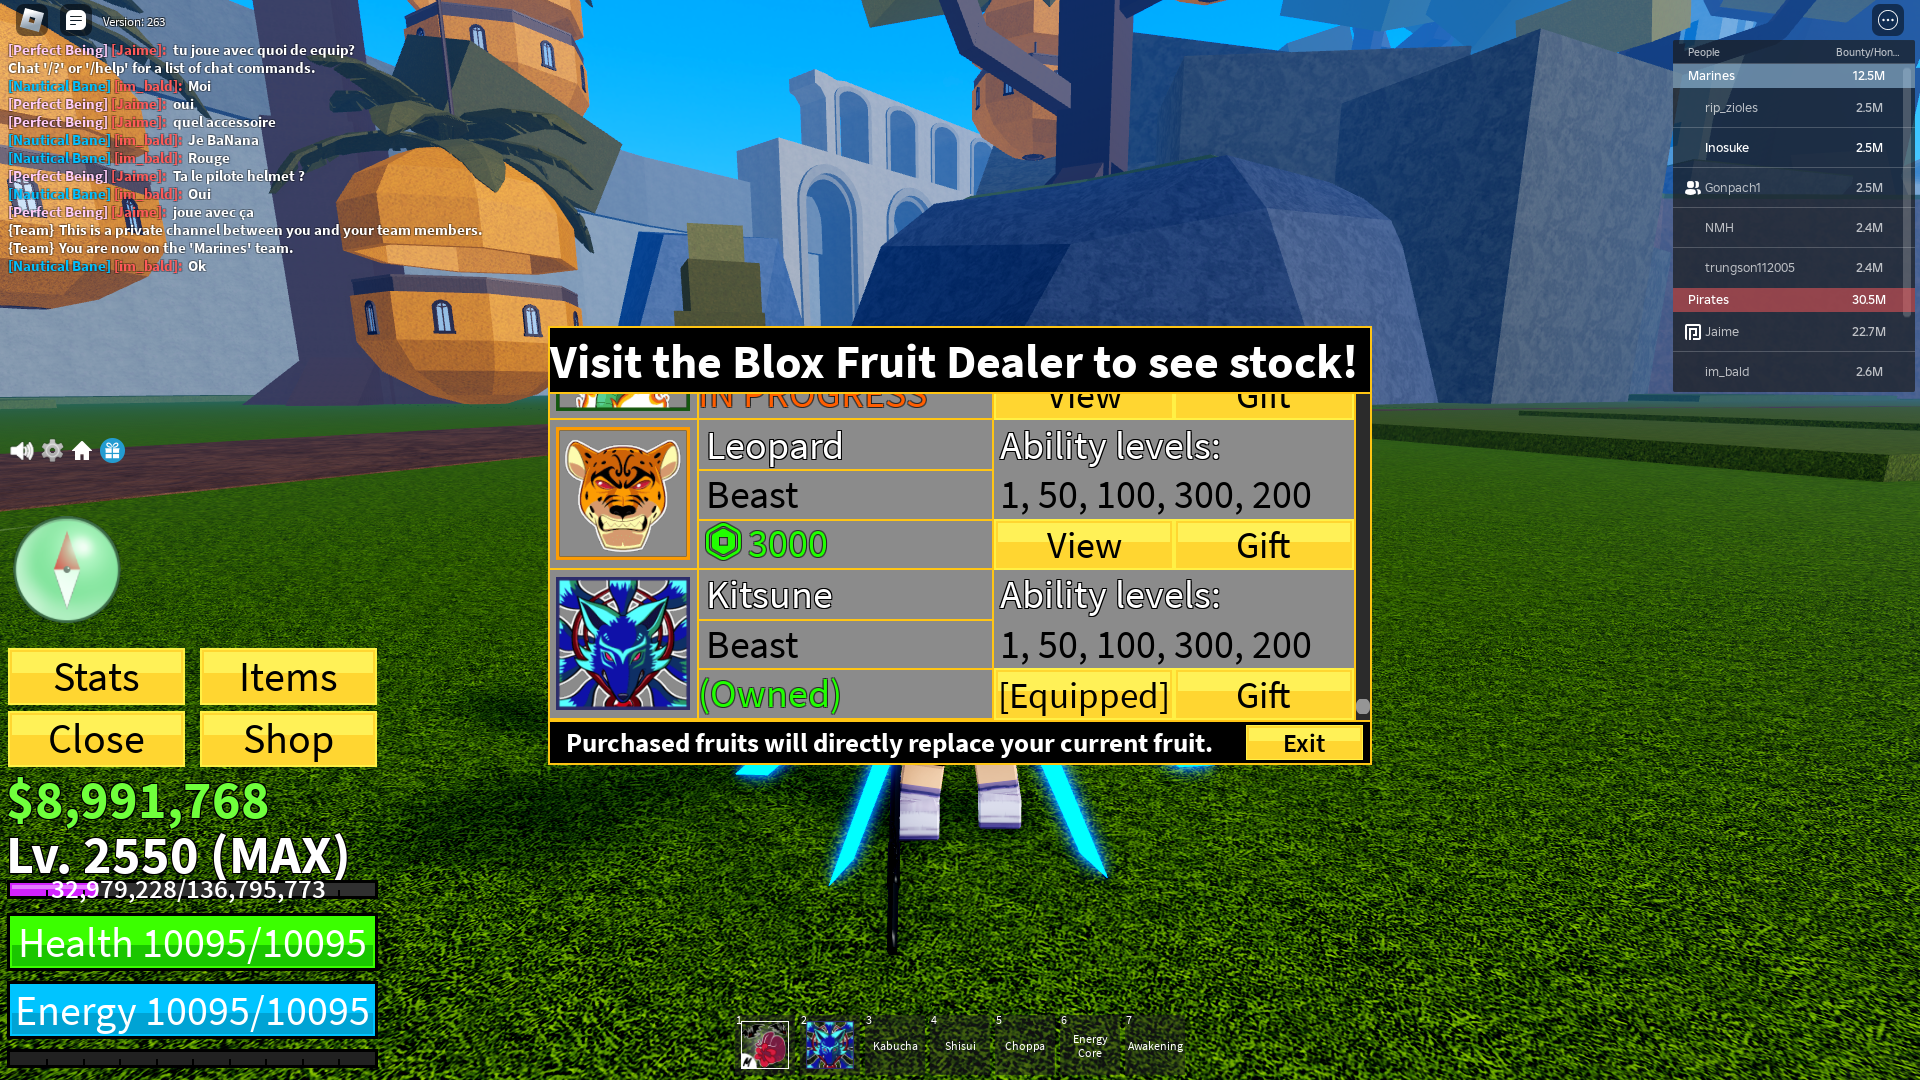 Version: 263
[Perfect Being] [Jaime]: tu joue avec quoi de equip?
Chat '/?' or '/help' for a list of chat commands.
[Nautical Bane] [im_bald]: Moi
[Perfect Being] [Jaime]: oui
[Perfect Being] [Jaime]: quel accessoire
[Nautical Bane] [im_bald]: Je BaNana
[Nautical Bane] [im_bald]: Rouge
[Perfect Being] [Jaime]: Ta le pilote helmet ?
[Nautical Bane] [im_bald]: Oui
[Perfect Being] [Jaime]: joue avec ça
{Team} This is a private channel between you and your team members.
{Team} You are now on the 'Marines' team.
[Nautical Bane] [im_bald]: Ok
People Bounty/Hon...
Marines 12.5M
rip_zioles 2.5M
Inosuke 2.5M
Gonpach1 2.5M
NMH 2.4M
trungson112005 2.4M
Pirates 30.5M
Jaime 22.7M
im_bald 2.6M
Visit the Blox Fruit Dealer to see stock!
IN PROGRESS View Gift
Leopard Ability levels:
Beast 1, 50, 100, 300, 200
3000 View Gift
Kitsune Ability levels:
Beast 1, 50, 100, 300, 200
(Owned) [Equipped] Gift
Purchased fruits will directly replace your current fruit. Exit
Stats Items
Close Shop
$8,991,768
Lv. 2550 (MAX)
32,979,228/136,795,773
Health 10095/10095
Energy 10095/10095
1 2 3 4 5 6 7
Kabucha Shisui Choppa Energy Core Awakening